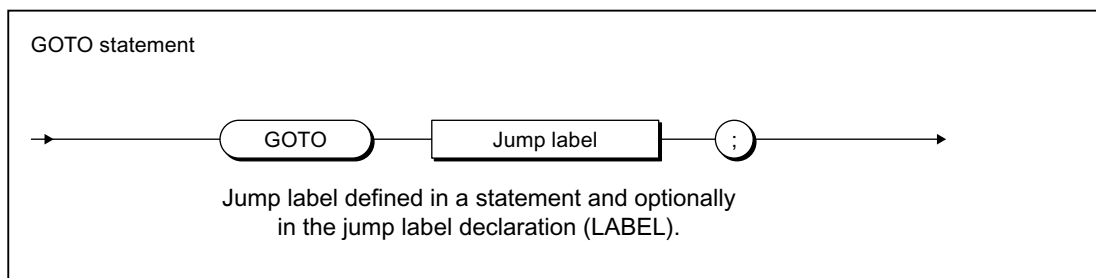 GOTO statement
GOTO Jump label ;
Jump label defined in a statement and optionally
in the jump label declaration (LABEL).